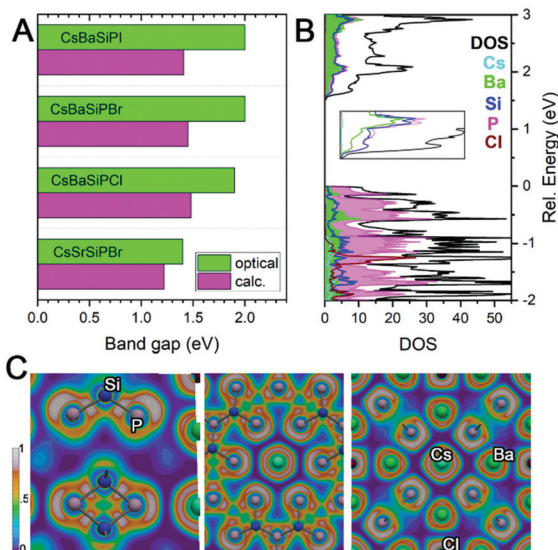 A
CsBaSiPI
CsBaSiPBr
CsBaSiPCl
CsSrSiPBr
optical
calc.
0.0 0.5 1.0 1.5 2.0
Band gap (eV)
B
DOS
Cs
Ba
Si
P
Cl
3
2
1
0
-1
-2
Rel. Energy (eV)
0 10 20 30 40 50
DOS
C
Si
P
1
.5
0
Cs
Ba
Cl